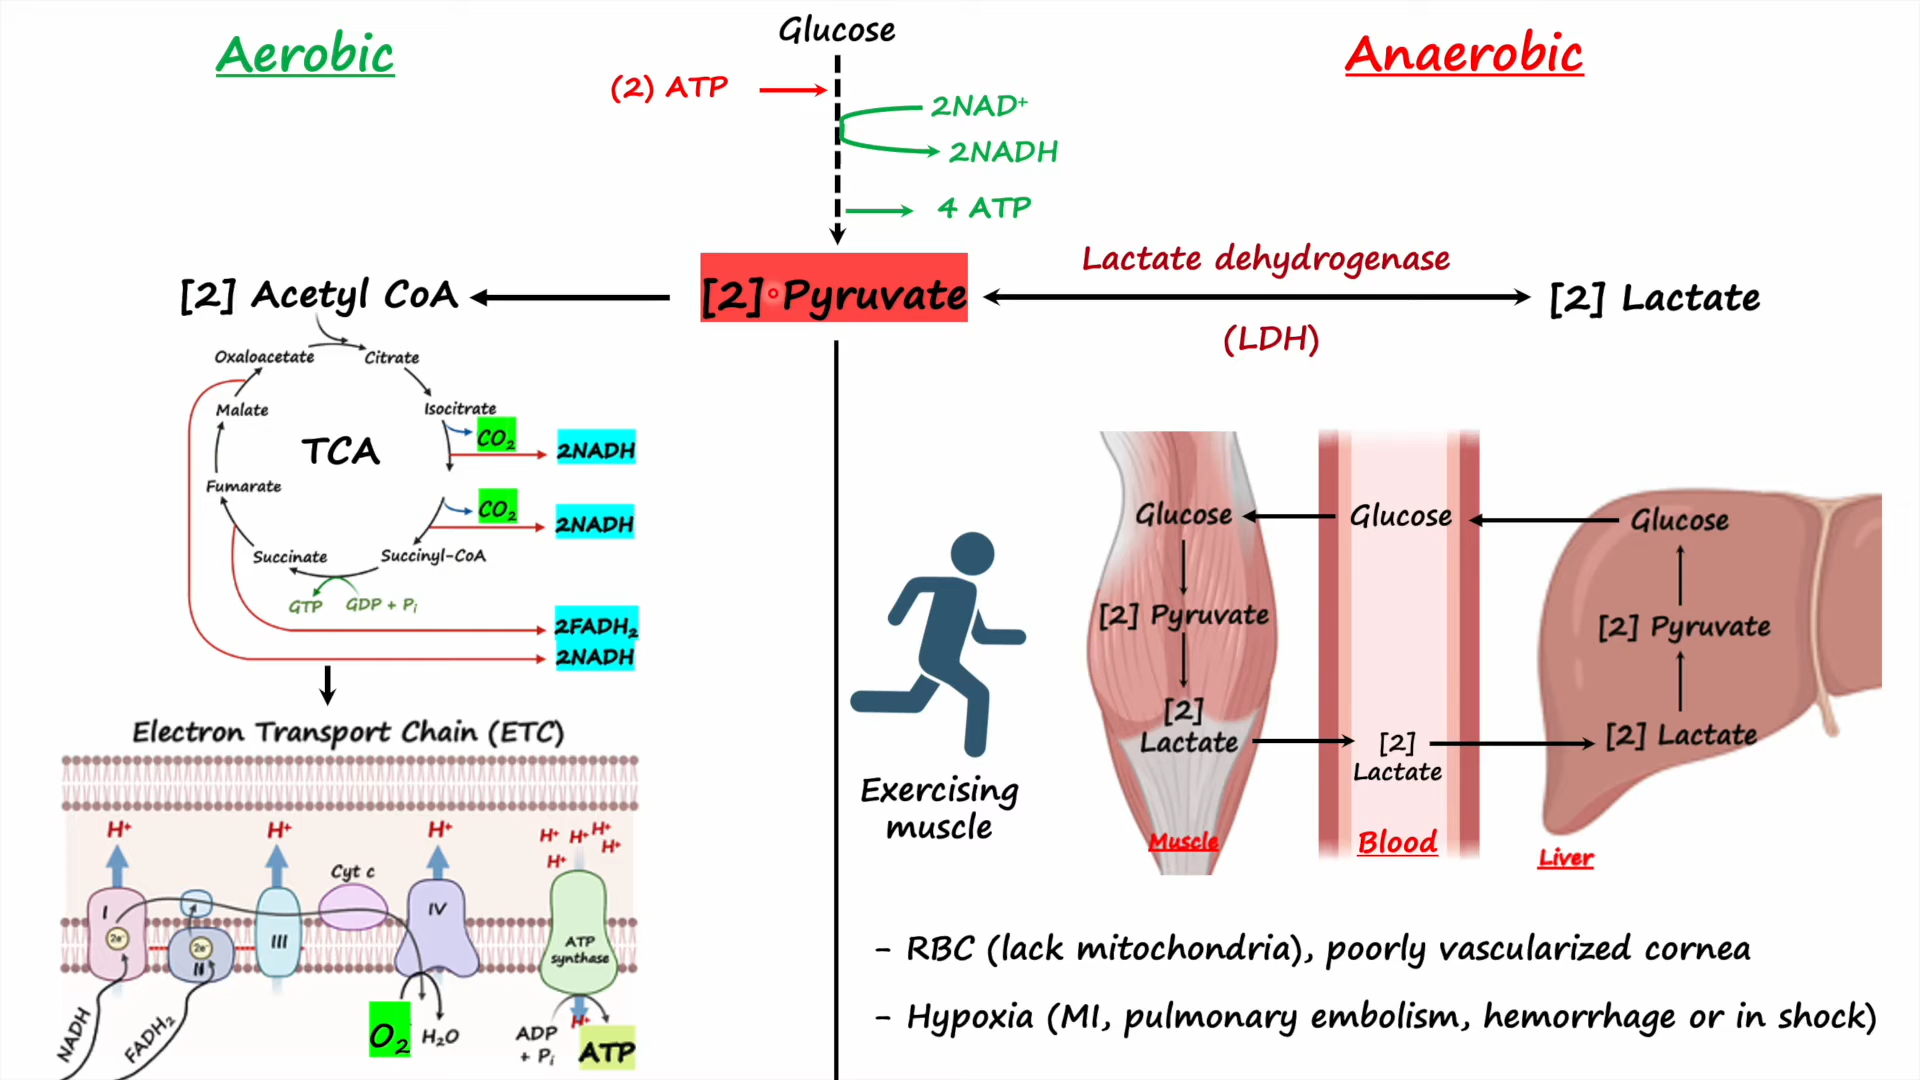 Aerobic
Glucose
Anaerobic
(2) ATP
2NAD⁺
2NADH
4 ATP
[2] Acetyl CoA
[2] Pyruvate
Lactate dehydrogenase
(LDH)
[2] Lactate
Oxaloacetate
Citrate
Malate
Isocitrate
CO₂
2NADH
TCA
Fumarate
CO₂
2NADH
Succinate
Succinyl-CoA
GTP
GDP + Pᵢ
2FADH₂
2NADH
Electron Transport Chain (ETC)
H⁺
H⁺
H⁺
H⁺
H⁺
H⁺
H⁺
H⁺
Cyt c
I
2e⁻
2e⁻
II
III
IV
ATP
synthase
NADH
FADH₂
O₂
H₂O
ADP
+ Pᵢ
H⁺
ATP
Exercising
muscle
Glucose
[2] Pyruvate
[2]
Lactate
Muscle
Glucose
[2]
Lactate
Blood
Glucose
[2] Pyruvate
[2] Lactate
Liver
- RBC (lack mitochondria), poorly vascularized cornea
- Hypoxia (MI, pulmonary embolism, hemorrhage or in shock)